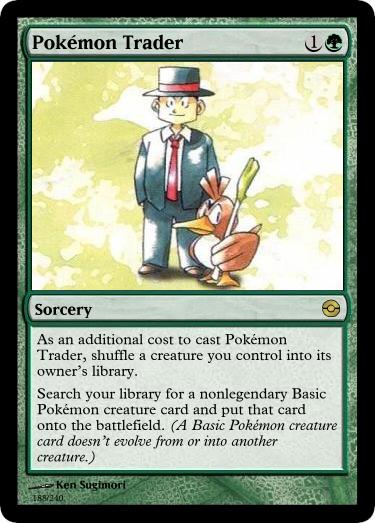 Pokémon Trader 1
Sorcery
As an additional cost to cast Pokémon
Trader, shuffle a creature you control into its
owner's library.
Search your library for a nonlegendary Basic
Pokémon creature card and put that card
onto the battlefield. (A Basic Pokémon creature
card doesn't evolve from or into another
creature.)
Ken Sugimori
188/240